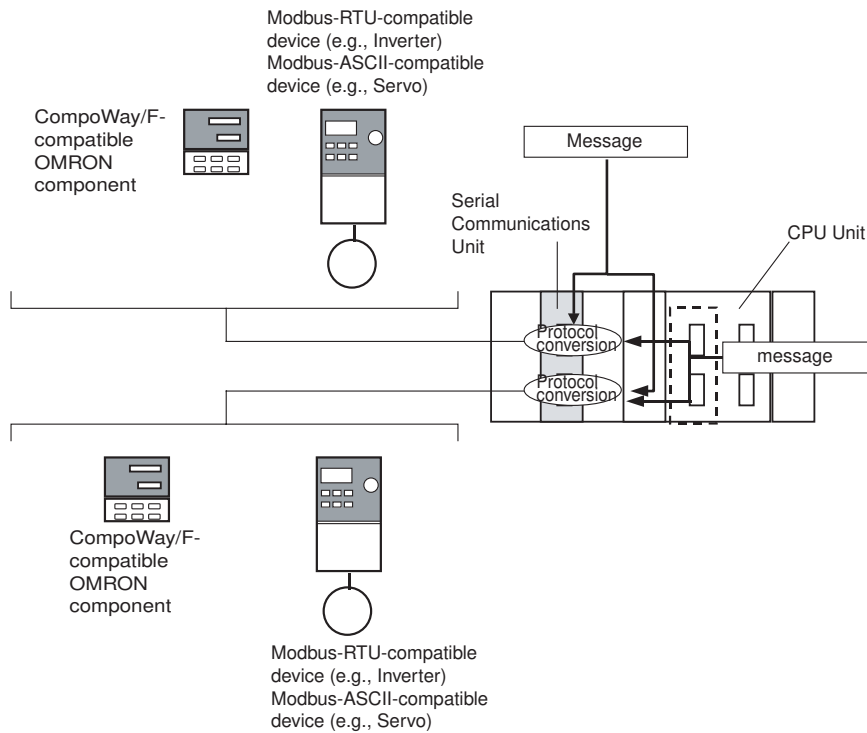 Modbus-RTU-compatible
device (e.g., Inverter)
Modbus-ASCII-compatible
device (e.g., Servo)
CompoWay/F-
compatible
OMRON
component
Message
Serial
Communications
Unit
CPU Unit
Protocol
conversion
message
Protocol
conversion
CompoWay/F-
compatible
OMRON
component
Modbus-RTU-compatible
device (e.g., Inverter)
Modbus-ASCII-compatible
device (e.g., Servo)